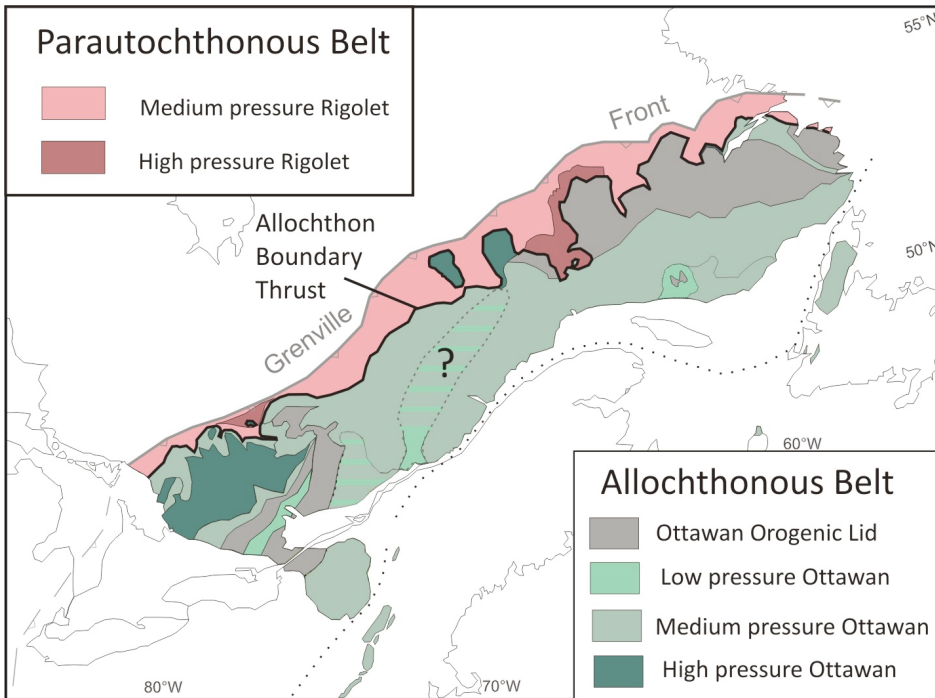 Parautochthonous Belt
Medium pressure Rigolet
High pressure Rigolet
55°N
Front
Allochthon
Boundary
Thrust
50°N
Grenville
?
60°W
Allochthonous Belt
Ottawan Orogenic Lid
Low pressure Ottawan
Medium pressure Ottawan
High pressure Ottawan
80°W
70°W